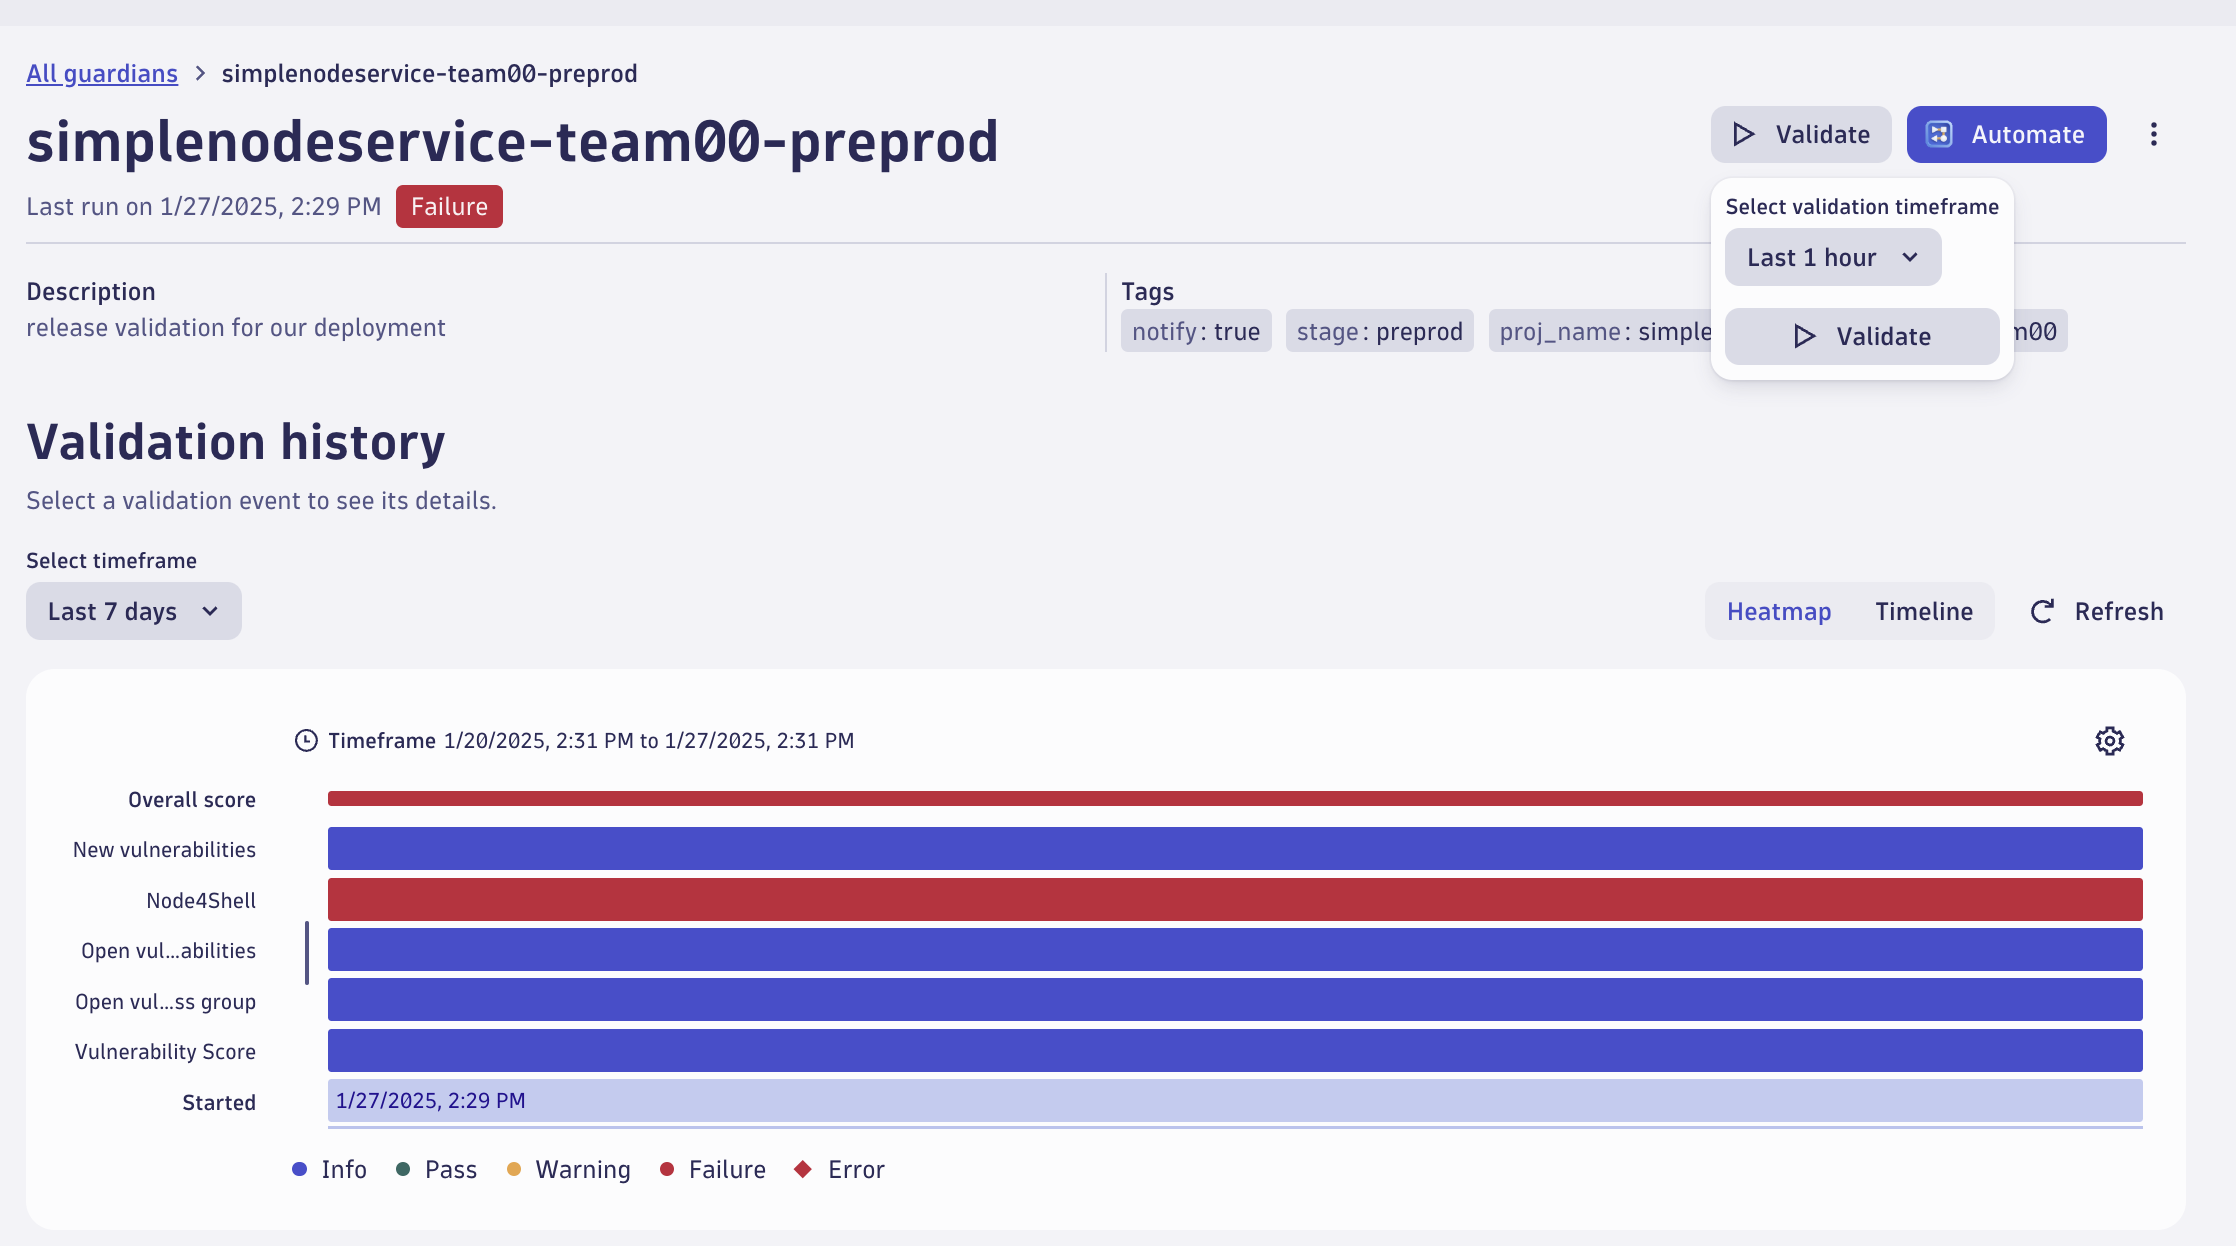 All guardians > simplenodeservice-team00-preprod
simplenodeservice-team00-preprod
Validate
Automate
Last run on 1/27/2025, 2:29 PM
Failure
Select validation timeframe
Last 1 hour
Validate
Description
release validation for our deployment
Tags
notify: true
stage: preprod
proj_name: simple
m00
Validation history
Select a validation event to see its details.
Select timeframe
Last 7 days
Heatmap
Timeline
Refresh
Timeframe 1/20/2025, 2:31 PM to 1/27/2025, 2:31 PM
Overall score
New vulnerabilities
Node4Shell
Open vul...abilities
Open vul...ss group
Vulnerability Score
Started
1/27/2025, 2:29 PM
Info
Pass
Warning
Failure
Error